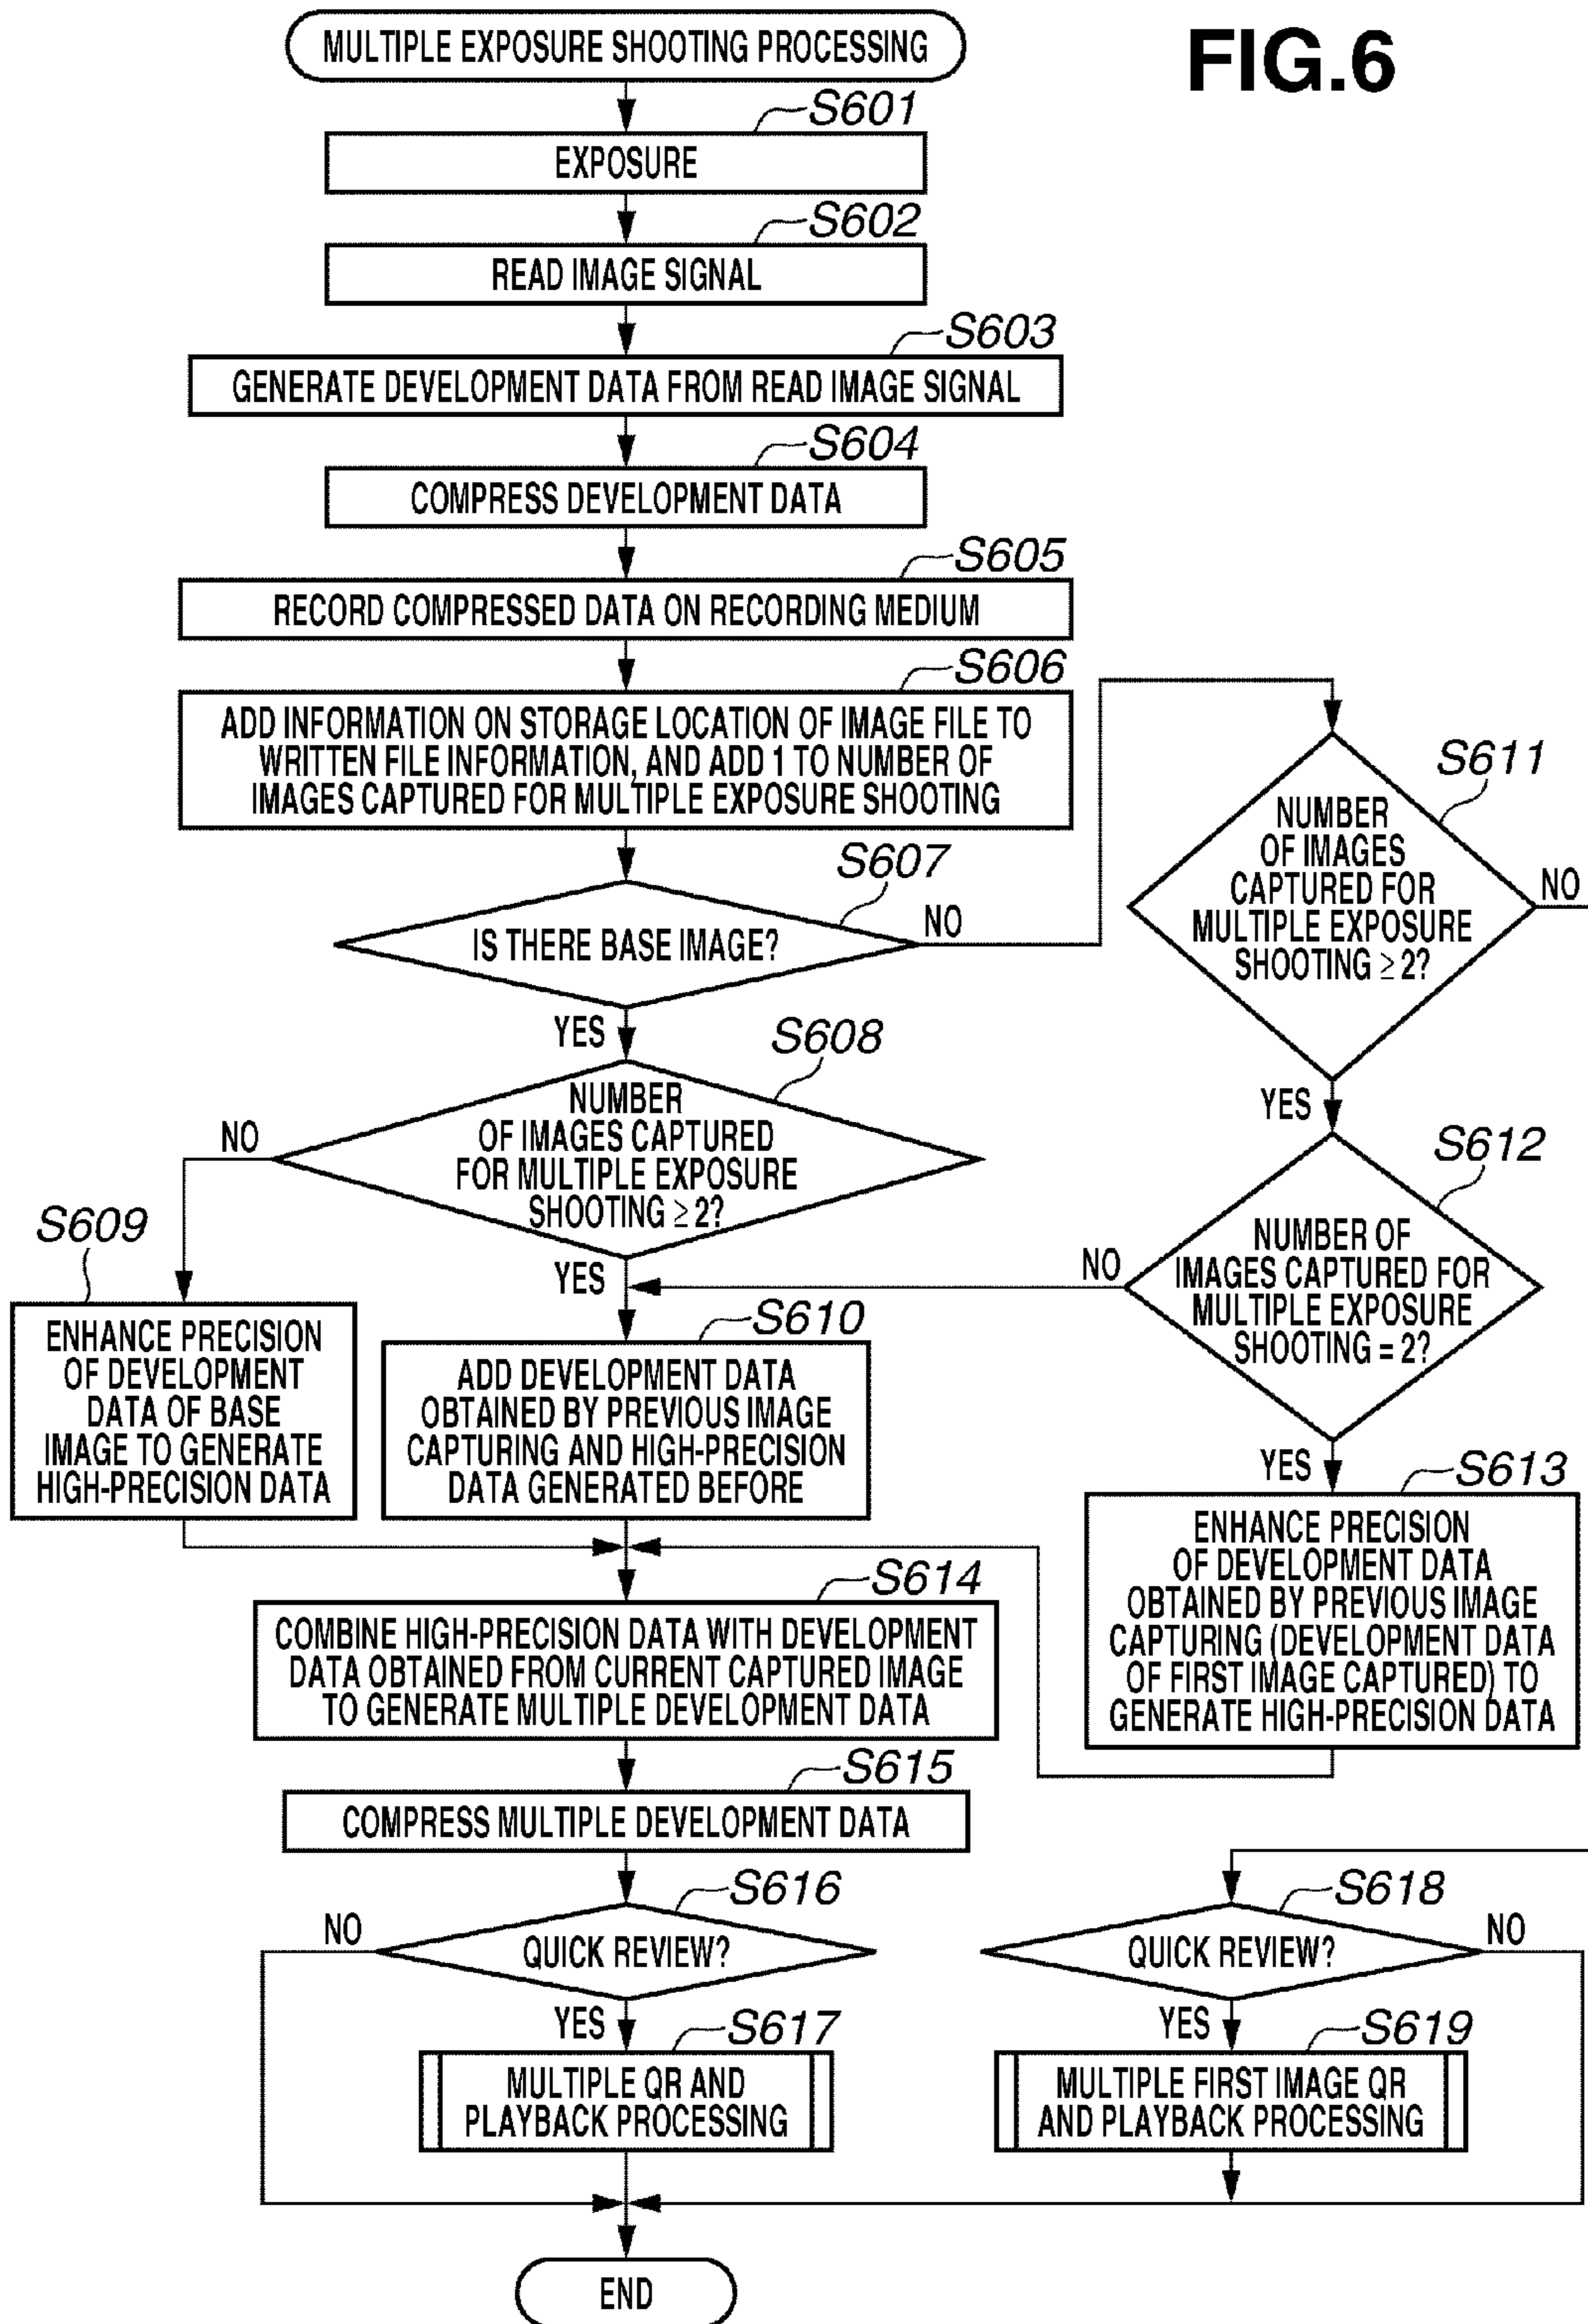 MULTIPLE EXPOSURE SHOOTING PROCESSING
FIG.6
S601
EXPOSURE
S602
READ IMAGE SIGNAL
S603
GENERATE DEVELOPMENT DATA FROM READ IMAGE SIGNAL
S604
COMPRESS DEVELOPMENT DATA
S605
RECORD COMPRESSED DATA ON RECORDING MEDIUM
S606
ADD INFORMATION ON STORAGE LOCATION OF IMAGE FILE TO
WRITTEN FILE INFORMATION, AND ADD 1 TO NUMBER OF
IMAGES CAPTURED FOR MULTIPLE EXPOSURE SHOOTING
S607
IS THERE BASE IMAGE?
NO
YES
S611
NUMBER
OF IMAGES
CAPTURED FOR
MULTIPLE EXPOSURE
SHOOTING ≥ 2?
NO
YES
S608
NUMBER
OF IMAGES CAPTURED
FOR MULTIPLE EXPOSURE
SHOOTING ≥ 2?
NO
YES
S612
NUMBER OF
IMAGES CAPTURED FOR
MULTIPLE EXPOSURE
SHOOTING = 2?
NO
YES
S609
ENHANCE PRECISION
OF DEVELOPMENT
DATA OF BASE
IMAGE TO GENERATE
HIGH-PRECISION DATA
S610
ADD DEVELOPMENT DATA
OBTAINED BY PREVIOUS IMAGE
CAPTURING AND HIGH-PRECISION
DATA GENERATED BEFORE
S613
ENHANCE PRECISION
OF DEVELOPMENT DATA
OBTAINED BY PREVIOUS IMAGE
CAPTURING (DEVELOPMENT DATA
OF FIRST IMAGE CAPTURED) TO
GENERATE HIGH-PRECISION DATA
S614
COMBINE HIGH-PRECISION DATA WITH DEVELOPMENT
DATA OBTAINED FROM CURRENT CAPTURED IMAGE
TO GENERATE MULTIPLE DEVELOPMENT DATA
S615
COMPRESS MULTIPLE DEVELOPMENT DATA
S616
QUICK REVIEW?
NO
YES
S617
MULTIPLE QR AND
PLAYBACK PROCESSING
S618
QUICK REVIEW?
NO
YES
S619
MULTIPLE FIRST IMAGE QR
AND PLAYBACK PROCESSING
END